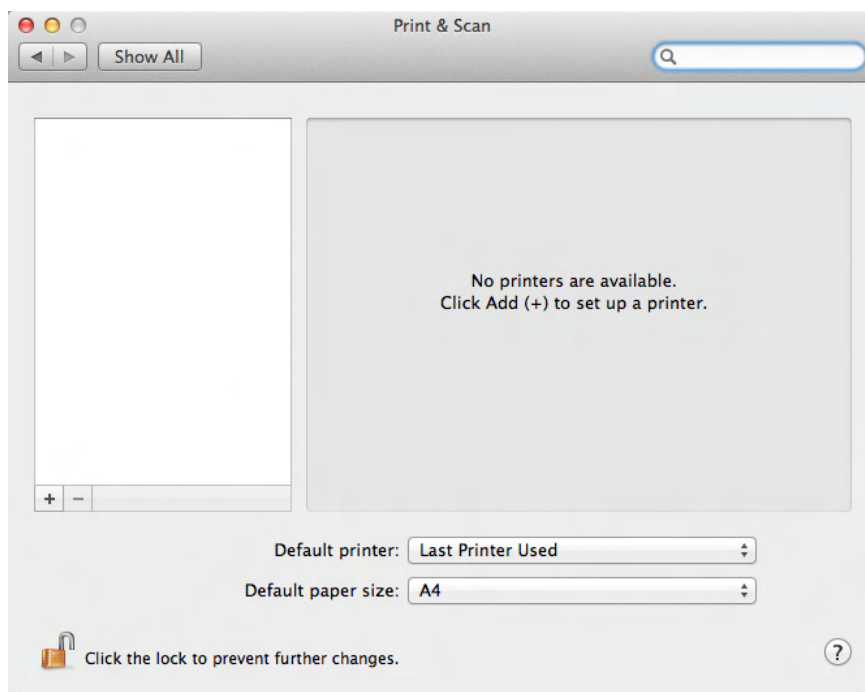 Print & Scan
Show All
No printers are available.
Click Add (+) to set up a printer.
+ −
Default printer: Last Printer Used
Default paper size: A4
Click the lock to prevent further changes.
?